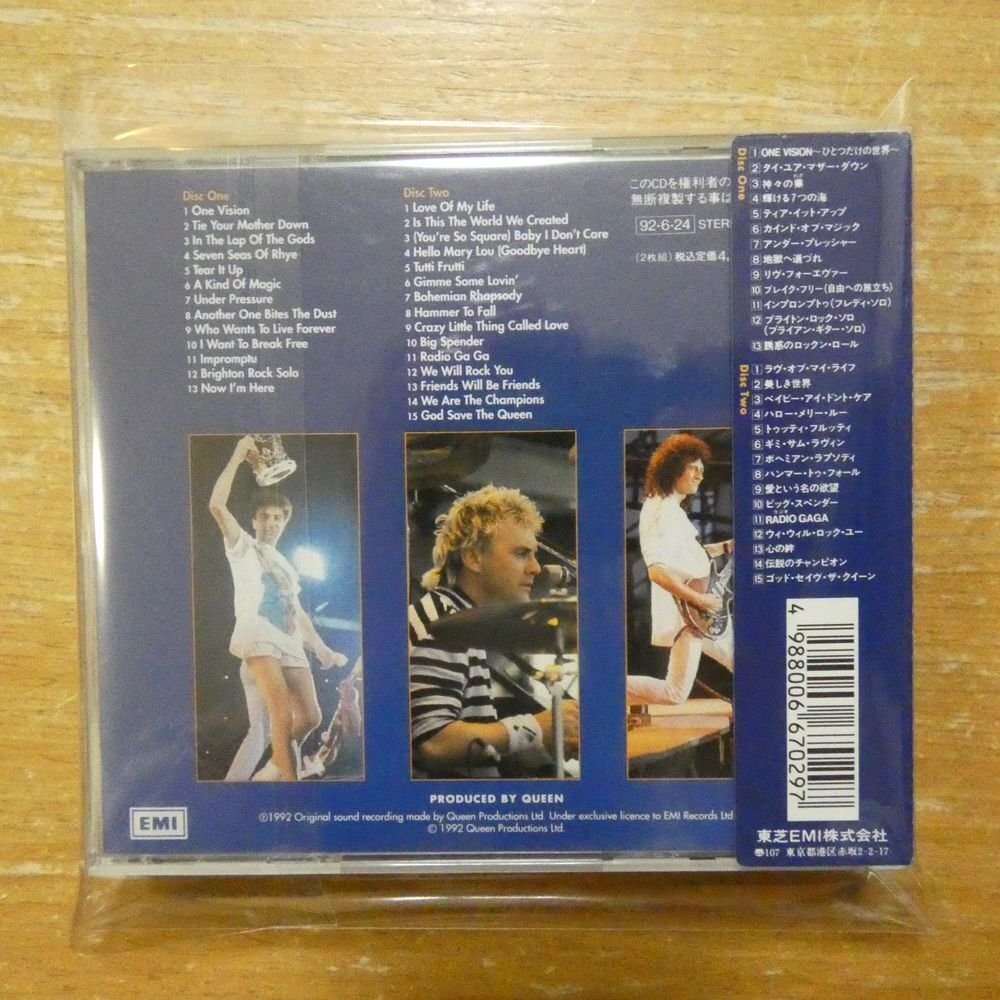 Disc One
1 One Vision
2 Tie Your Mother Down
3 In The Lap Of The Gods
4 Seven Seas Of Rhye
5 Tear It Up
6 A Kind Of Magic
7 Under Pressure
8 Another One Bites The Dust
9 Who Wants To Live Forever
10 I Want To Break Free
11 Impromptu
12 Brighton Rock Solo
13 Now I'm Here
Disc Two
1 Love Of My Life
2 Is This The World We Created
3 (You're So Square) Baby I Don't Care
4 Hello Mary Lou (Goodbye Heart)
5 Tutti Frutti
6 Gimme Some Lovin'
7 Bohemian Rhapsody
8 Hammer To Fall
9 Crazy Little Thing Called Love
10 Big Spender
11 Radio Ga Ga
12 We Will Rock You
13 Friends Will Be Friends
14 We Are The Champions
15 God Save The Queen
このCDを権利者の
無断複製する事は
92·6·24 STER
(2枚組) 税込定価4,
PRODUCED BY QUEEN
EMI
Ⓟ1992 Original sound recording made by Queen Productions Ltd. Under exclusive licence to EMI Records Ltd
© 1992 Queen Productions Ltd.
Disc One
1 ONE VISION〜ひとつだけの世界〜
2 タイ・ユア・マザー・ダウン
3 神々の業
4 輝ける7つの海
5 ティア・イット・アップ
6 カインド・オブ・マジック
7 アンダー・プレッシャー
8 地獄へ道づれ
9 リヴ・フォーエヴァー
10 ブレイク・フリー(自由への旅立ち)
11 インプロンプトゥ(フレディ・ソロ)
12 ブライトン・ロック・ソロ
(ブライアン・ギター・ソロ)
13 誘惑のロックン・ロール
Disc Two
1 ラヴ・オブ・マイ・ライフ
2 美しき世界
3 ベイビー・アイ・ドント・ケア
4 ハロー・メリー・ルー
5 トゥッティ・フルッティ
6 ギミ・サム・ラヴィン
7 ボヘミアン・ラプソディ
8 ハンマー・トゥ・フォール
9 愛という名の欲望
10 ビッグ・スペンダー
11 RADIO GAGA
12 ウィ・ウィル・ロック・ユー
13 心の絆
14 伝説のチャンピオン
15 ゴッド・セイヴ・ザ・クイーン
4 988006 670297
東芝EMI株式会社
〠107 東京都港区赤坂2-2-17